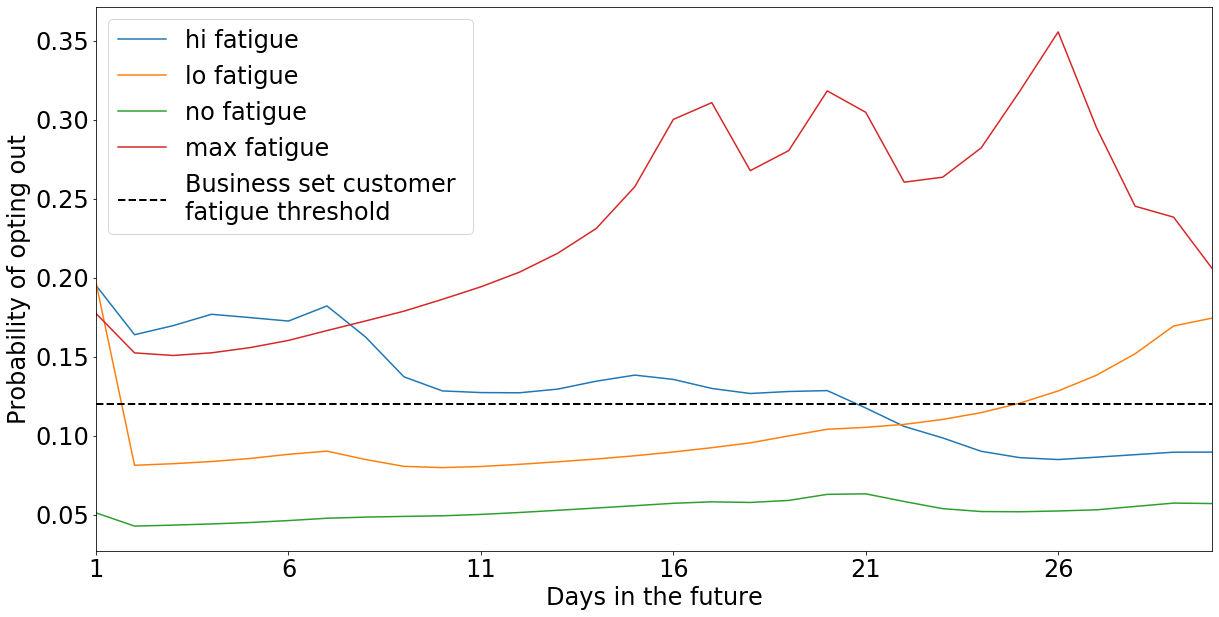 hi fatigue
lo fatigue
no fatigue
max fatigue
Business set customer
fatigue threshold
Probability of opting out
0.35
0.30
0.25
0.20
0.15
0.10
0.05
1
6
11
16
21
26
Days in the future